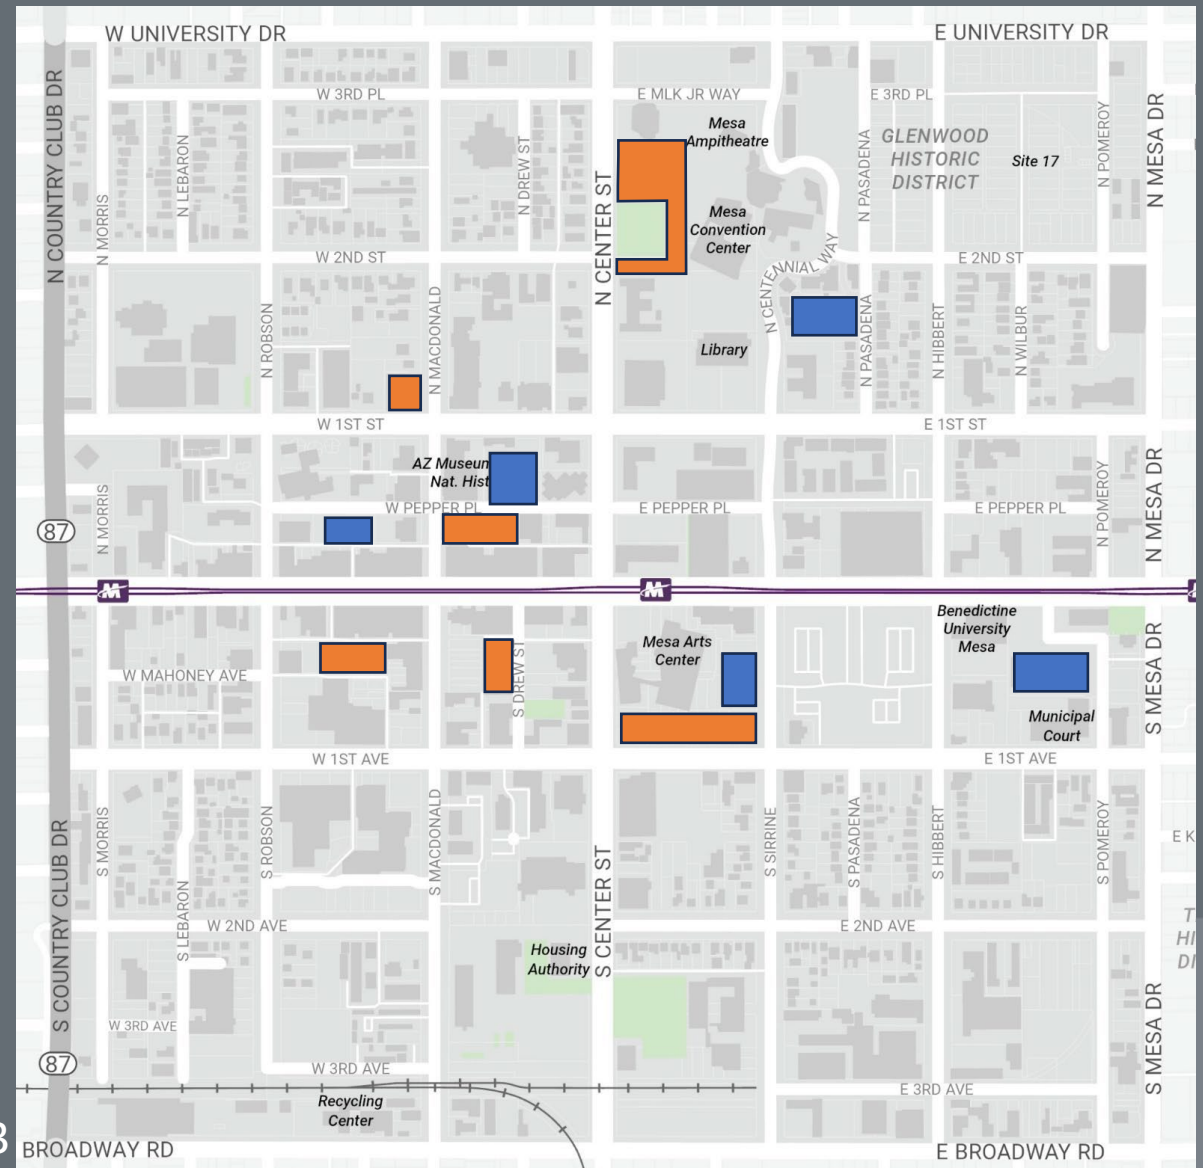 W UNIVERSITY DR
E UNIVERSITY DR
W 3RD PL
E MLK JR WAY
E 3RD PL
N COUNTRY CLUB DR
N MORRIS
N LEBARON
N DREW ST
N CENTER ST
Mesa
Ampitheatre
Mesa
Convention
Center
N PASADENA
GLENWOOD
HISTORIC
DISTRICT
Site 17
N POMEROY
N MESA DR
W 2ND ST
E 2ND ST
N CENTENNIAL WAY
N ROBSON
N MACDONALD
Library
N PASADENA
N HIBBERT
N WILBUR
W 1ST ST
E 1ST ST
AZ Museum
Nat. Hist
W PEPPER PL
E PEPPER PL
E PEPPER PL
87
N MORRIS
N POMEROY
N MESA DR
M
M
W MAHONEY AVE
S DREW ST
Mesa Arts
Center
Benedictine
University
Mesa
Municipal
Court
S MESA DR
W 1ST AVE
E 1ST AVE
S COUNTRY CLUB DR
S MORRIS
S LEBARON
S ROBSON
S MACDONALD
S CENTER ST
S SIRRINE
S PASADENA
S HIBBERT
S POMEROY
E K
W 2ND AVE
E 2ND AVE
Housing
Authority
T
HI
DI
W 3RD AVE
S MESA DR
87
W 3RD AVE
E 3RD AVE
Recycling
Center
3
BROADWAY RD
E BROADWAY RD